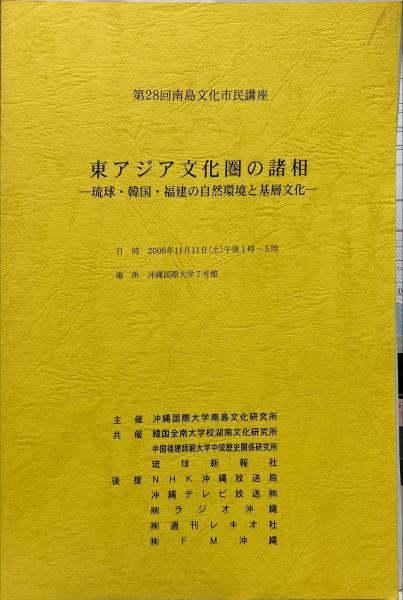 第28回南島文化市民講座
東アジア文化圏の諸相
―琉球・韓国・福建の自然環境と基層文化―
日 時 2006年11月11日(土)午後1時~5時
場 所 沖縄国際大学7号館
主 催 沖縄国際大学南島文化研究所
共 催 韓国全南大学校湖南文化研究所
中国福建師範大学中琉歴史関係研究所
琉球新報社
後 援 NHK沖縄放送局
沖縄テレビ放送㈱
㈱ラジオ沖縄
㈱週刊レキオ社
㈱FM沖縄